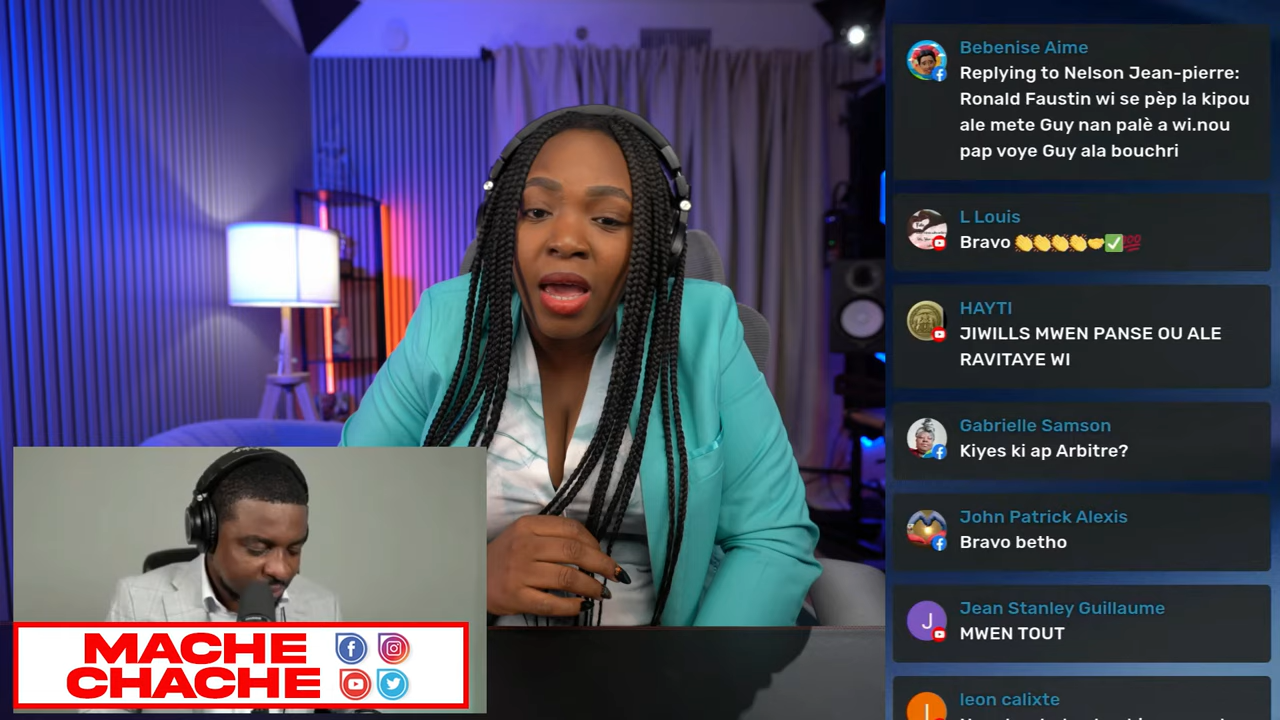 Bebenise Aime
Replying to Nelson Jean-pierre:
Ronald Faustin wi se pèp la kipou
ale mete Guy nan palè a wi.nou
pap voye Guy ala bouchri
L Louis
Bravo 👏👏👏👏🤝✅💯
HAYTI
JIWILLS MWEN PANSE OU ALE
RAVITAYE WI
Gabrielle Samson
Kiyes ki ap Arbitre?
John Patrick Alexis
Bravo betho
Jean Stanley Guillaume
MWEN TOUT
leon calixte
MACHE
CHACHE